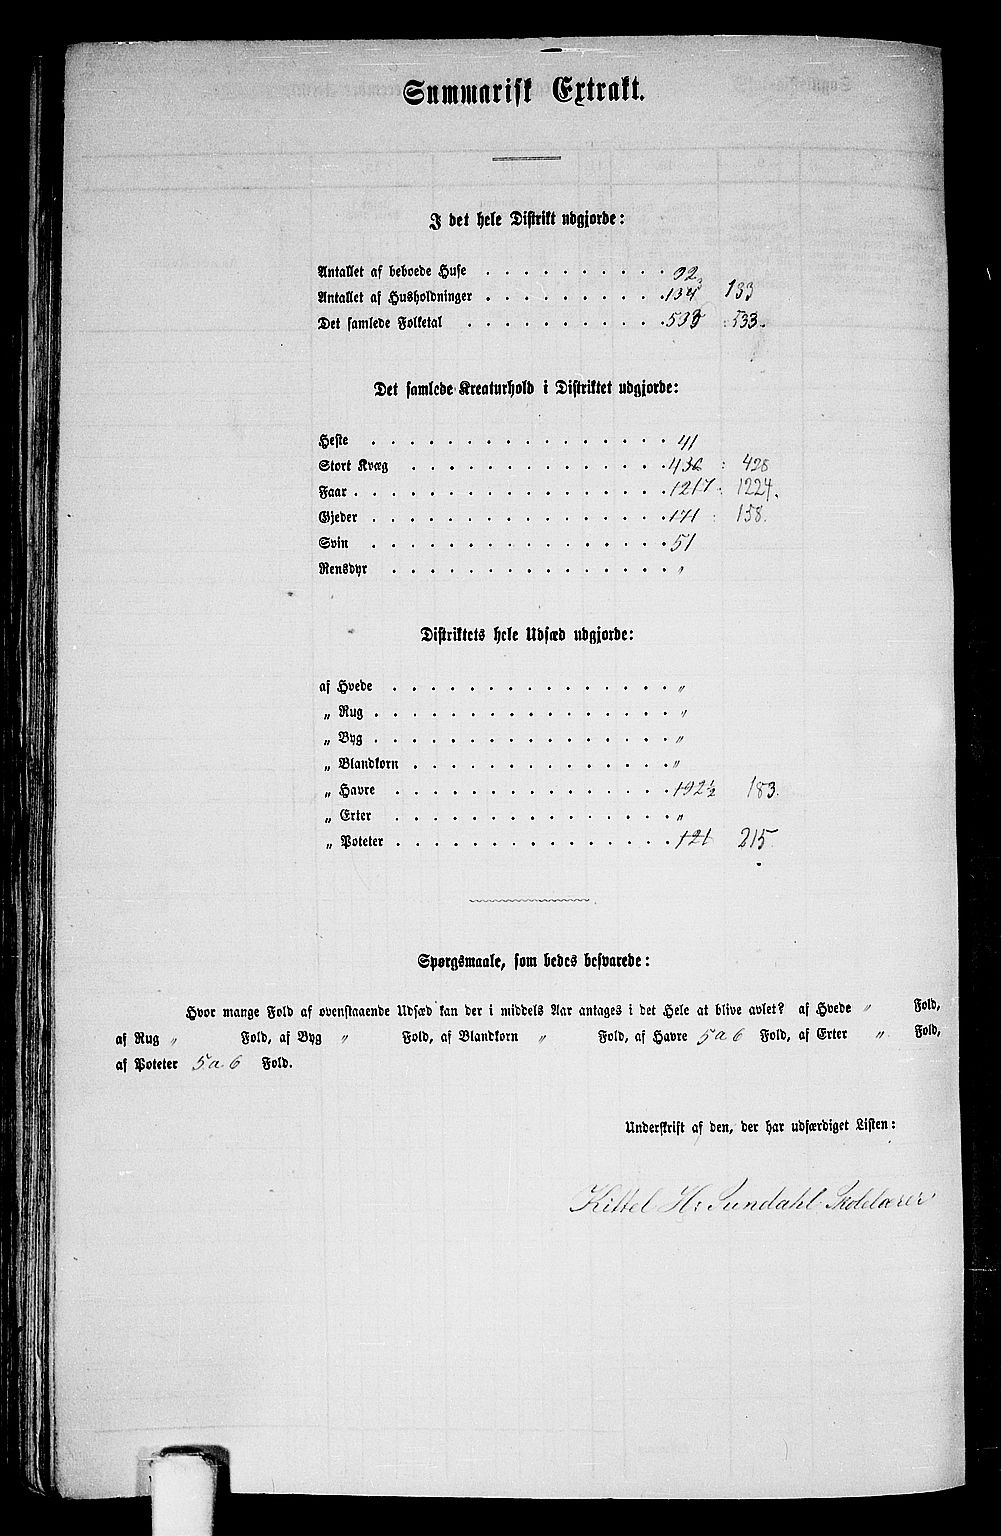 Summarisk Extrakt.
I det hele Distrikt udgjorde:
Antallet af beboede Huse . . . . . . . . . . 92
Antallet af Husholdninger . . . . . . . . . . 134 133
Det samlede Folketal . . . . . . . . . . . 533 : 533.
Det samlede Kreaturhold i Distriktet udgjorde:
Heste . . . . . . . . . . . . . . . . 41
Stort Kvæg . . . . . . . . . . . . . . 436 : 428
Faar . . . . . . . . . . . . . . . . . 1217 : 1224.
Gjeder . . . . . . . . . . . . . . . . 171 : 158.
Svin . . . . . . . . . . . . . . . . 51
Rensdyr . . . . . . . . . . . . . . . "
Distriktets hele Udsæd udgjorde:
af Hvede . . . . . . . . . . . . . . . "
„ Rug . . . . . . . . . . . . . . . . "
„ Byg . . . . . . . . . . . . . . . . "
„ Blandkorn . . . . . . . . . . . . . . "
„ Havre . . . . . . . . . . . . . . . 192½ 183.
„ Erter . . . . . . . . . . . . . . . "
„ Poteter . . . . . . . . . . . . . . . 121 215.
Spørgsmaale, som bedes besvarede:
Hvor mange Fold af ovenstaaende Udsæd kan der i middels Aar antages i det Hele at blive avlet? af Hvede " Fold,
af Rug " Fold, af Byg " Fold, af Blandkorn " Fold, af Havre 5 a 6 Fold, af Erter " Fold,
af Poteter 5 a 6 Fold.
Underskrift af den, der har udfærdiget Listen:
Kittel H. Sundahl Skolelærer